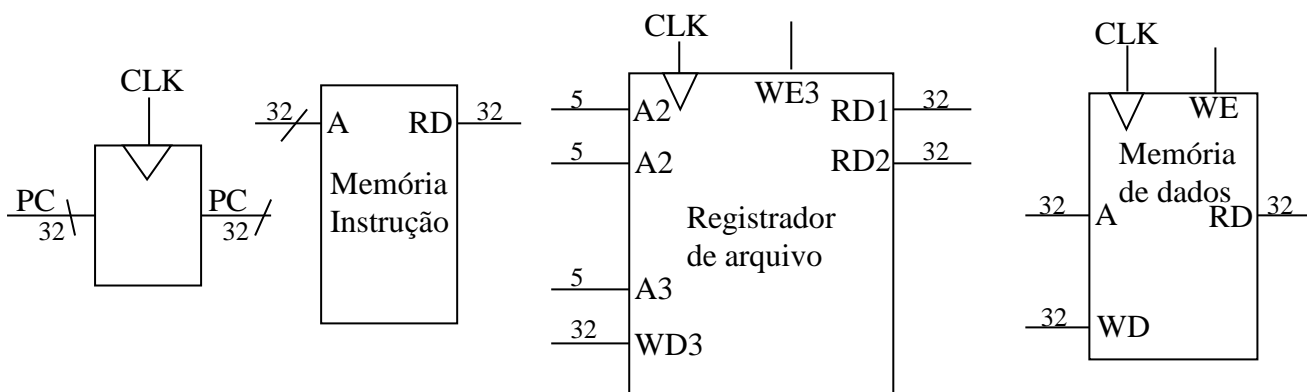 CLK
PC
32
PC
32
32
A
RD
32
Memória
Instrução
CLK
WE3
5
A2
5
A2
5
A3
32
WD3
RD1
32
RD2
32
Registrador
de arquivo
CLK
WE
Memória
de dados
32
A
RD
32
32
WD